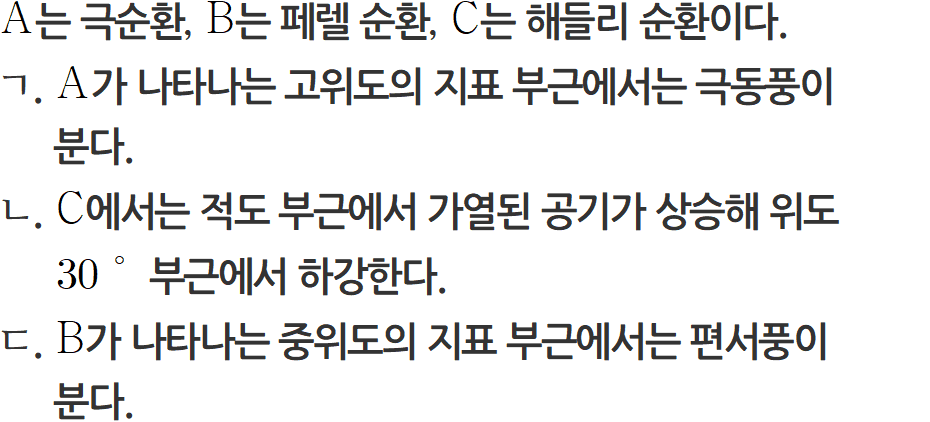 A는 극순환, B는 페렐 순환, C는 해들리 순환이다.
ㄱ. A가 나타나는 고위도의 지표 부근에서는 극동풍이
분다.
ㄴ. C에서는 적도 부근에서 가열된 공기가 상승해 위도
30° 부근에서 하강한다.
ㄷ. B가 나타나는 중위도의 지표 부근에서는 편서풍이
분다.